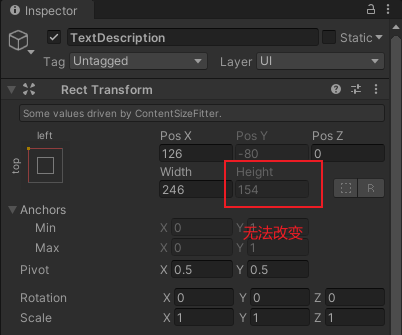 Inspector
TextDescription
Static
Tag Untagged Layer UI
Rect Transform
Some values driven by ContentSizeFitter.
left
top
Pos X Pos Y Pos Z
126 -80 0
Width Height
246 154
R
Anchors
Min X 0 Y 1
无法改变
Max X 0 Y 1
Pivot X 0.5 Y 0.5
Rotation X 0 Y 0 Z 0
Scale X 1 Y 1 Z 1